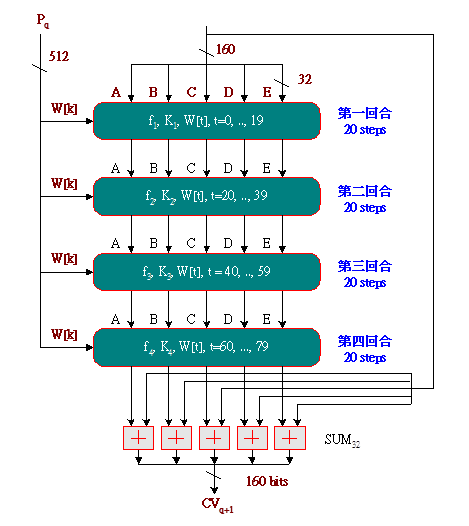 P_q
160
512
32
A B C D E
W[k]
f₁, K₁, W[t], t=0, .., 19
第一回合
20 steps
A B C D E
W[k]
f₂, K₂, W[t], t=20, .., 39
第二回合
20 steps
A B C D E
W[k]
f₃, K₃, W[t], t = 40, .., 59
第三回合
20 steps
A B C D E
W[k]
f₄, K₄, W[t], t=60, ..., 79
第四回合
20 steps
+ + + + +
SUM₃₂
160 bits
CV_q+1